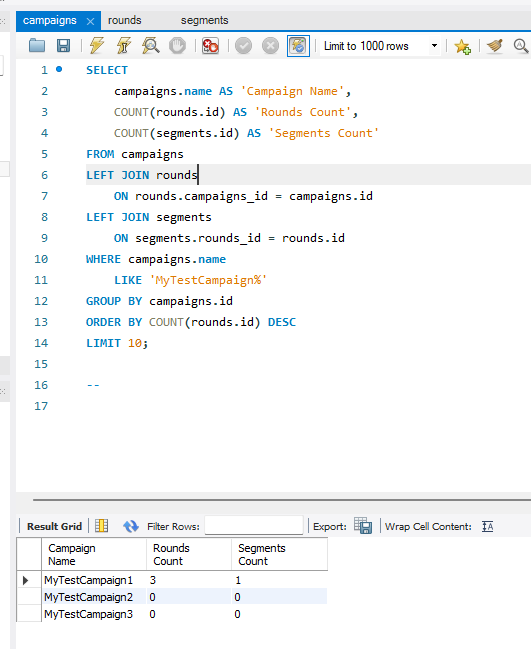 campaigns × rounds segments
Limit to 1000 rows
1 SELECT
2 campaigns.name AS 'Campaign Name',
3 COUNT(rounds.id) AS 'Rounds Count',
4 COUNT(segments.id) AS 'Segments Count'
5 FROM campaigns
6 LEFT JOIN rounds
7 ON rounds.campaigns_id = campaigns.id
8 LEFT JOIN segments
9 ON segments.rounds_id = rounds.id
10 WHERE campaigns.name
11 LIKE 'MyTestCampaign%'
12 GROUP BY campaigns.id
13 ORDER BY COUNT(rounds.id) DESC
14 LIMIT 10;
15
16 --
17
Result Grid Filter Rows: Export: Wrap Cell Content: IA
Campaign Name Rounds Count Segments Count
MyTestCampaign1 3 1
MyTestCampaign2 0 0
MyTestCampaign3 0 0